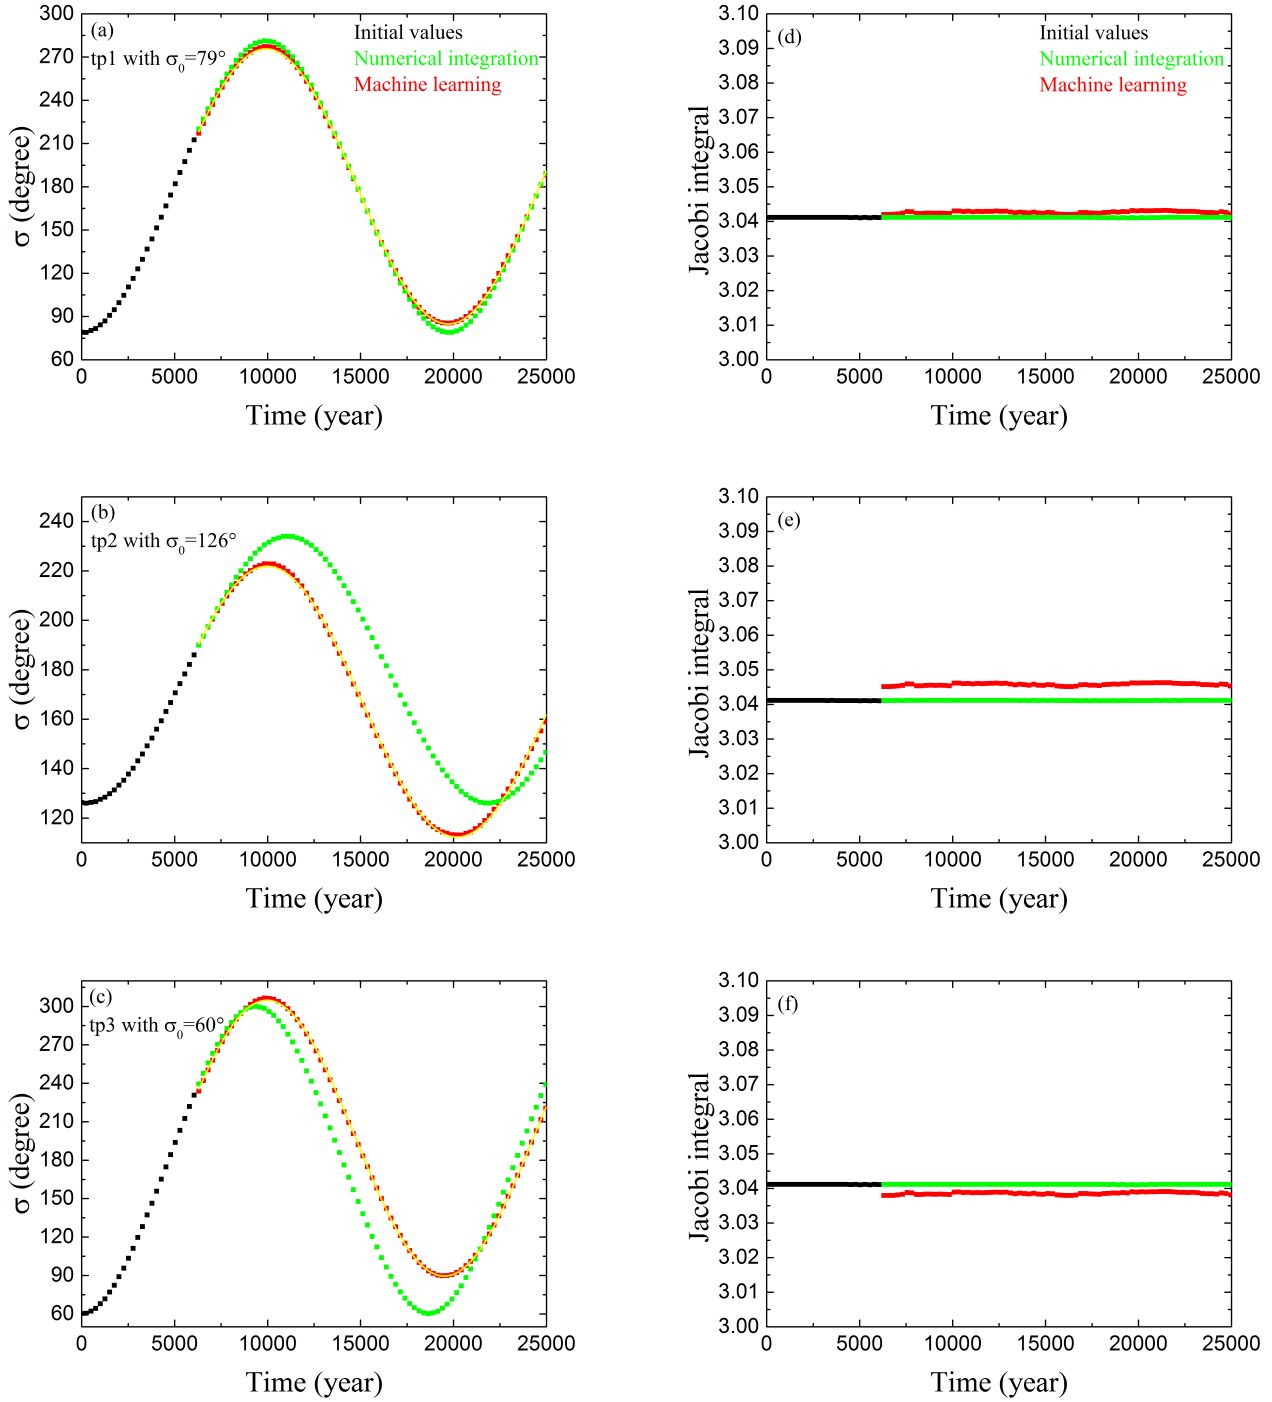 (a)
tp1 with σ₀=79°
Initial values
Numerical integration
Machine learning
300
270
240
210
180
150
120
90
60
σ (degree)
0 5000 10000 15000 20000 25000
Time (year)
(d)
Initial values
Numerical integration
Machine learning
3.10
3.09
3.08
3.07
3.06
3.05
3.04
3.03
3.02
3.01
3.00
Jacobi integral
0 5000 10000 15000 20000 25000
Time (year)
(b)
tp2 with σ₀=126°
240
220
200
180
160
140
120
σ (degree)
0 5000 10000 15000 20000 25000
Time (year)
(e)
3.10
3.09
3.08
3.07
3.06
3.05
3.04
3.03
3.02
3.01
3.00
Jacobi integral
0 5000 10000 15000 20000 25000
Time (year)
(c)
tp3 with σ₀=60°
300
270
240
210
180
150
120
90
60
σ (degree)
0 5000 10000 15000 20000 25000
Time (year)
(f)
3.10
3.09
3.08
3.07
3.06
3.05
3.04
3.03
3.02
3.01
3.00
Jacobi integral
0 5000 10000 15000 20000 25000
Time (year)